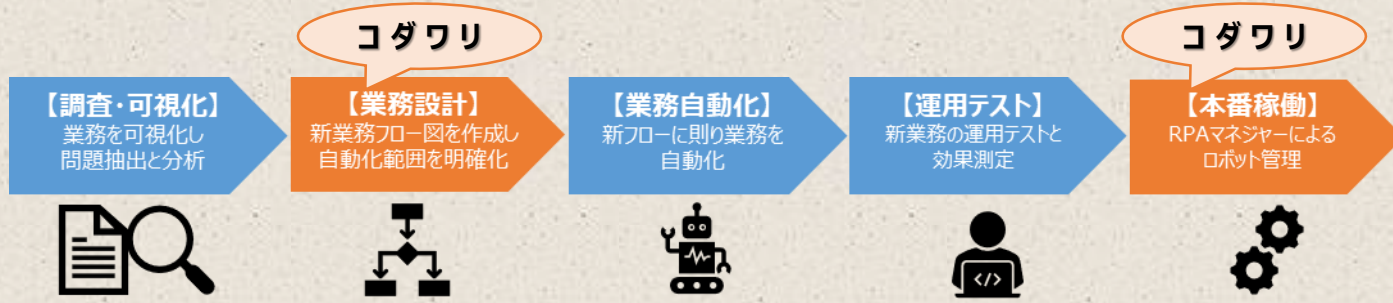 コダワリ
コダワリ
【調査・可視化】
業務を可視化し
問題抽出と分析
【業務設計】
新業務フロー図を作成し
自動化範囲を明確化
【業務自動化】
新フローに則り業務を
自動化
【運用テスト】
新業務の運用テストと
効果測定
【本番稼働】
RPAマネジャーによる
ロボット管理
</>